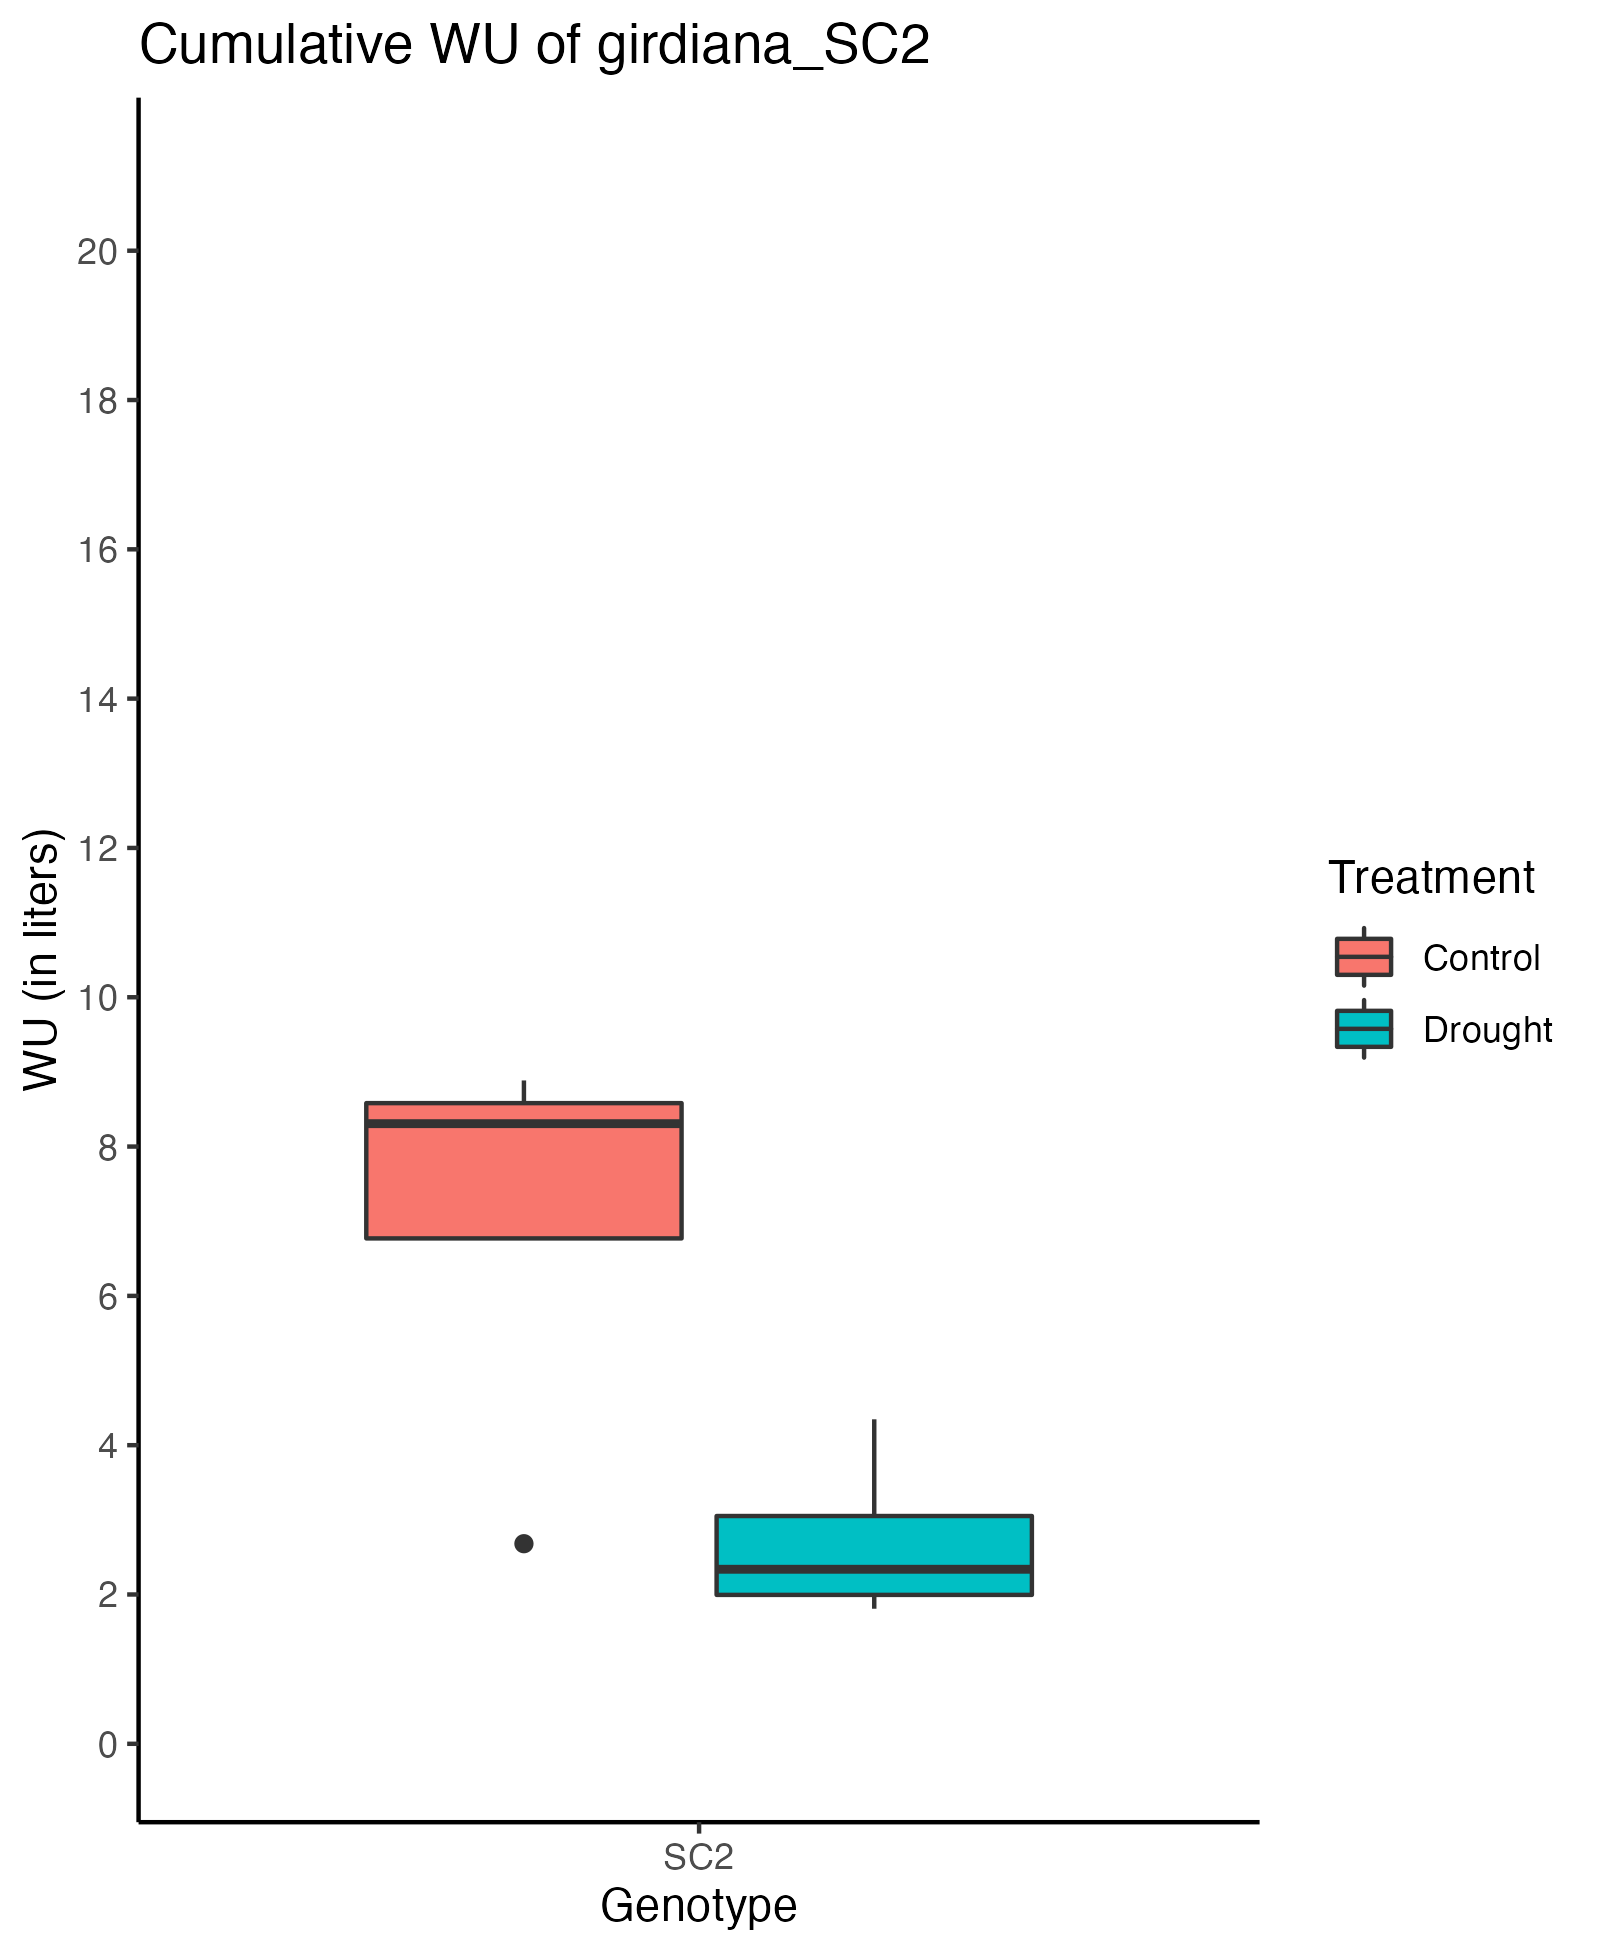 Cumulative WU of girdiana_SC2
WU (in liters)
20
18
16
14
12
10
8
6
4
2
0
SC2
Genotype
Treatment
Control
Drought